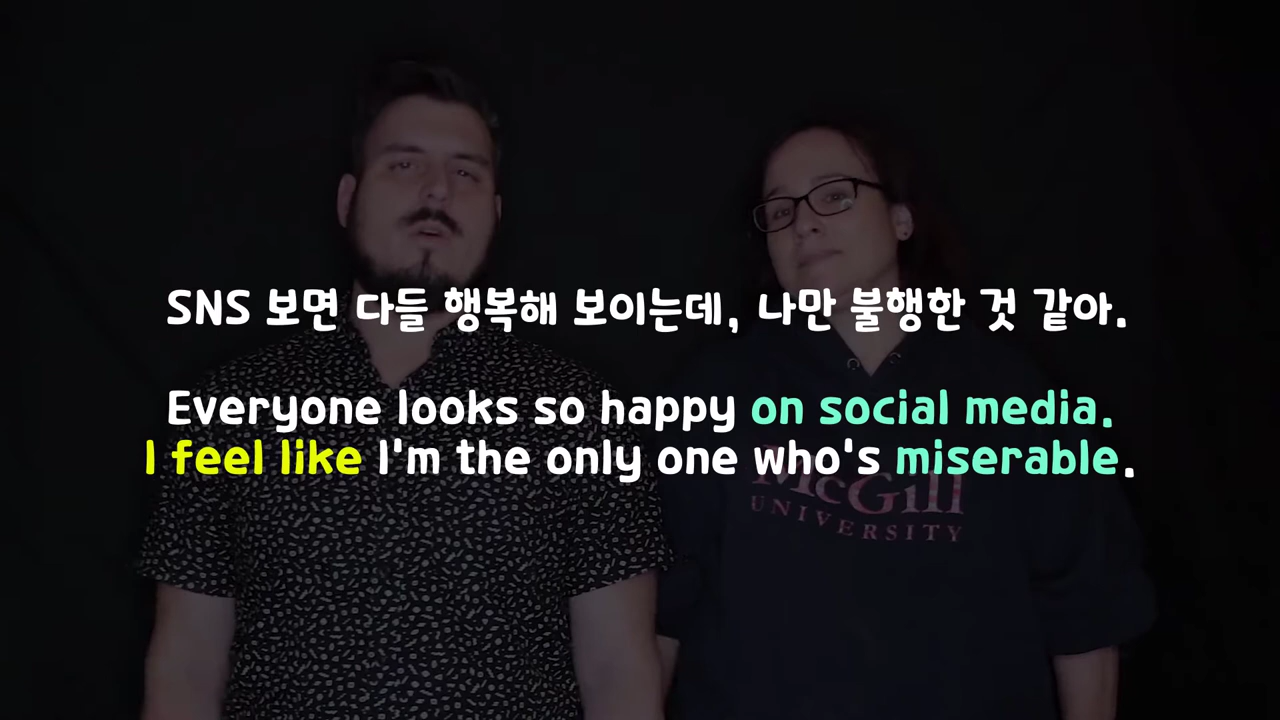 SNS 보면 다들 행복해 보이는데, 나만 불행한 것 같아.
Everyone looks so happy on social media.
I feel like I'm the only one who's miserable.
McGill
UNIVERSITY